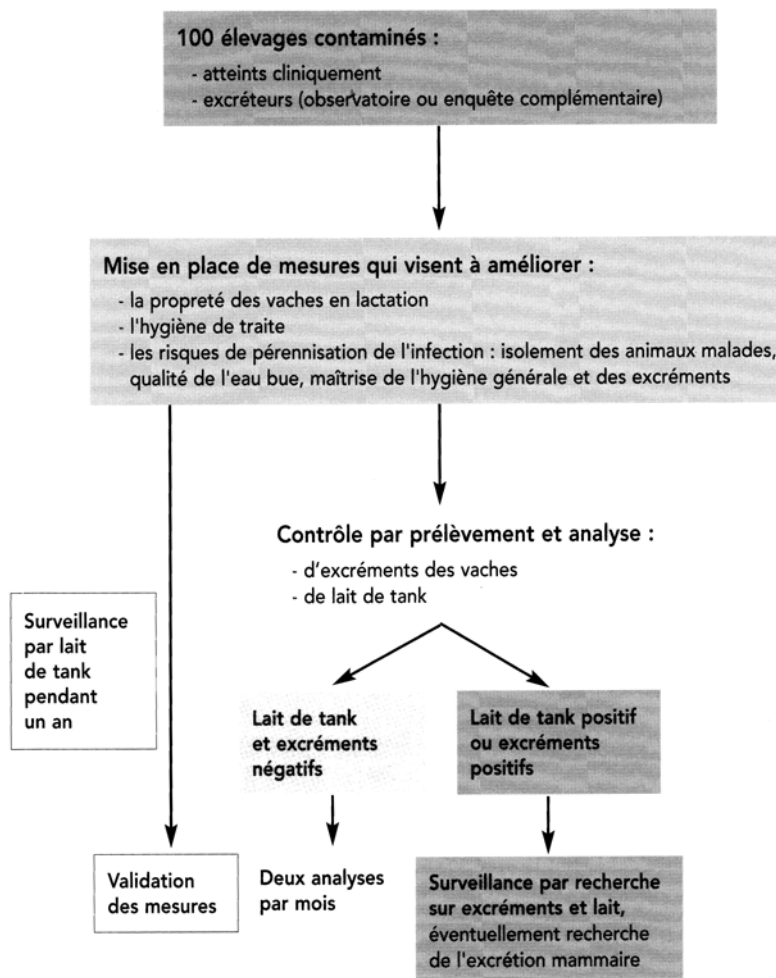 100 élevages contaminés :
- atteints cliniquement
- excréteurs (observatoire ou enquête complémentaire)
Mise en place de mesures qui visent à améliorer :
- la propreté des vaches en lactation
- l'hygiène de traite
- les risques de pérennisation de l'infection : isolement des animaux malades,
qualité de l'eau bue, maîtrise de l'hygiène générale et des excréments
Contrôle par prélèvement et analyse :
- d'excréments des vaches
- de lait de tank
Surveillance
par lait
de tank
pendant
un an
Lait de tank
et excréments
négatifs
Lait de tank positif
ou excréments
positifs
Validation
des mesures
Deux analyses
par mois
Surveillance par recherche
sur excréments et lait,
éventuellement recherche
de l'excrétion mammaire